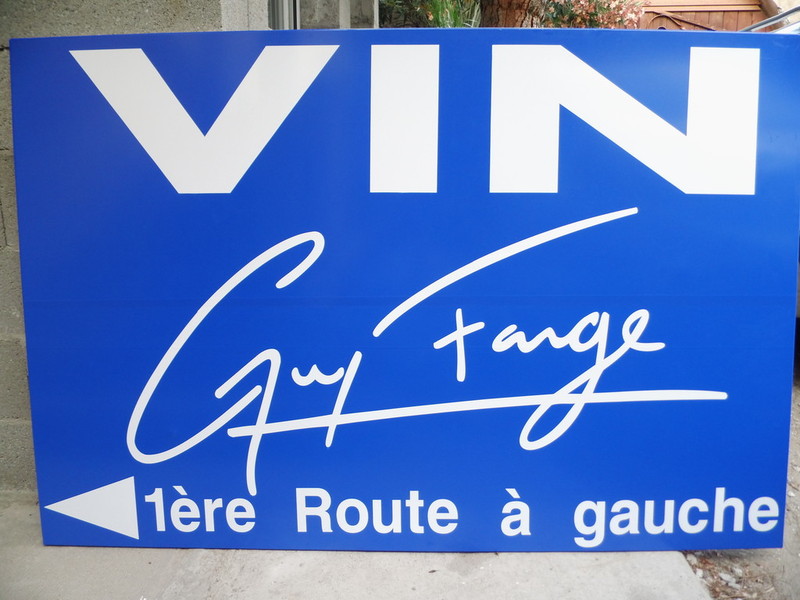 VIN
Guy Farge
1ère Route à gauche